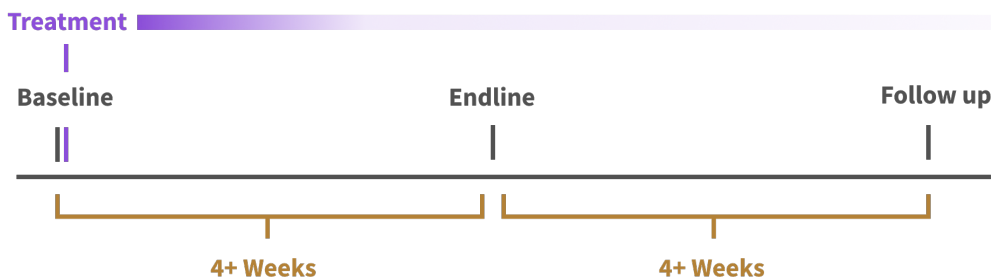 Treatment
Baseline
Endline
Follow up
4+ Weeks
4+ Weeks